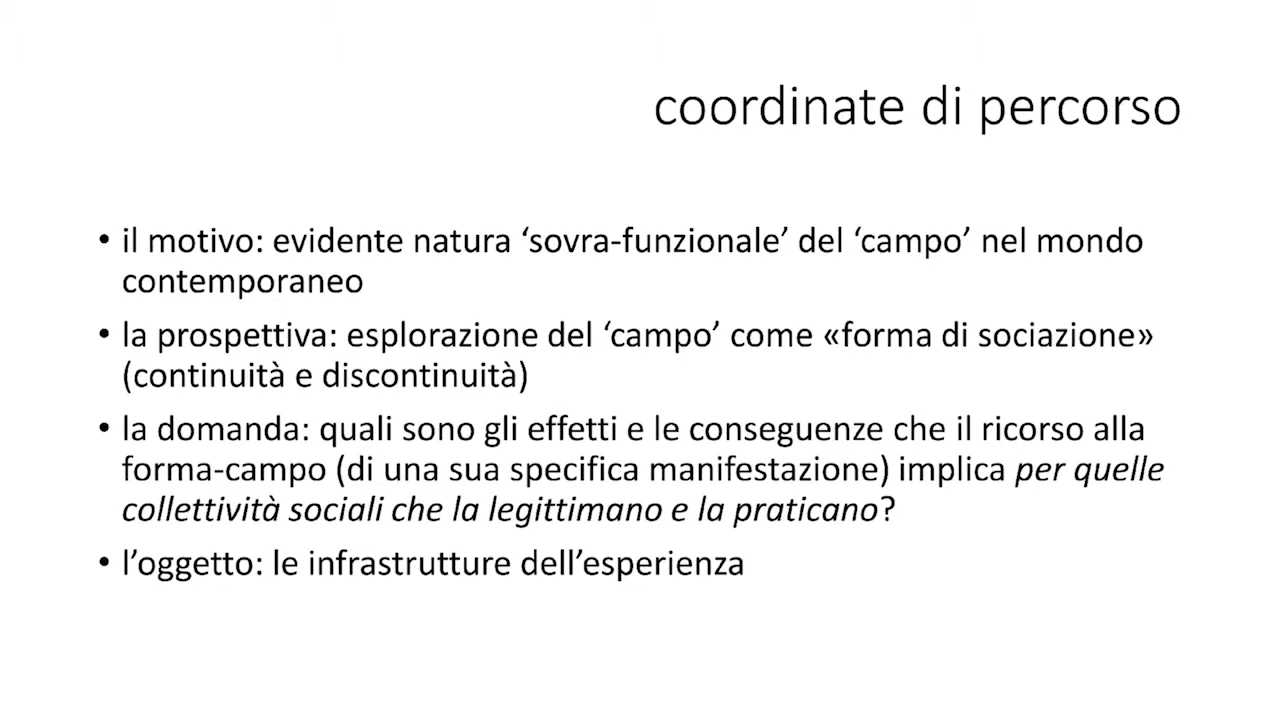 coordinate di percorso
• il motivo: evidente natura ‘sovra-funzionale’ del ‘campo’ nel mondo
contemporaneo
• la prospettiva: esplorazione del ‘campo’ come «forma di sociazione»
(continuità e discontinuità)
• la domanda: quali sono gli effetti e le conseguenze che il ricorso alla
forma-campo (di una sua specifica manifestazione) implica per quelle
collettività sociali che la legittimano e la praticano?
• l’oggetto: le infrastrutture dell’esperienza